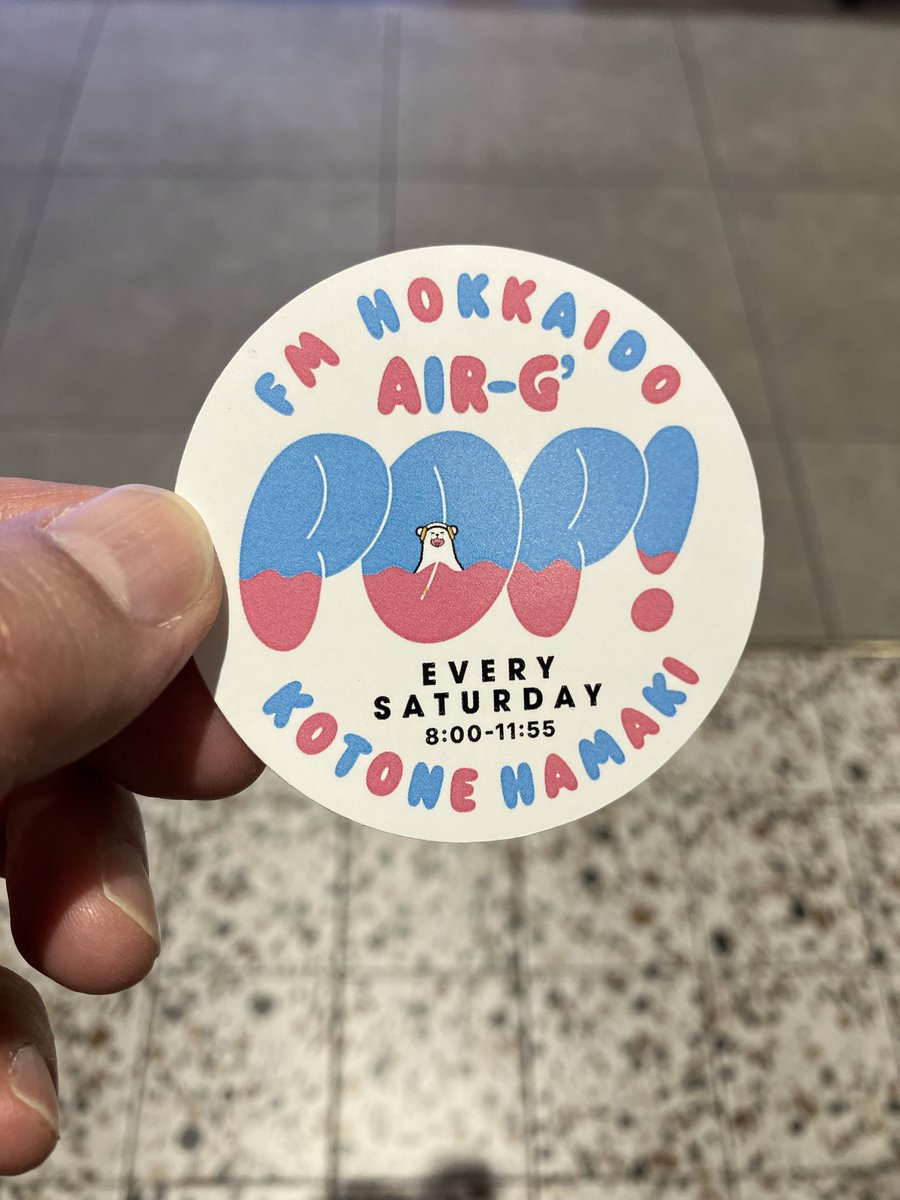 FM HOKKAIDO
AIR-G'
POP!
EVERY
SATURDAY
8:00-11:55
KOTONE HAMAKI